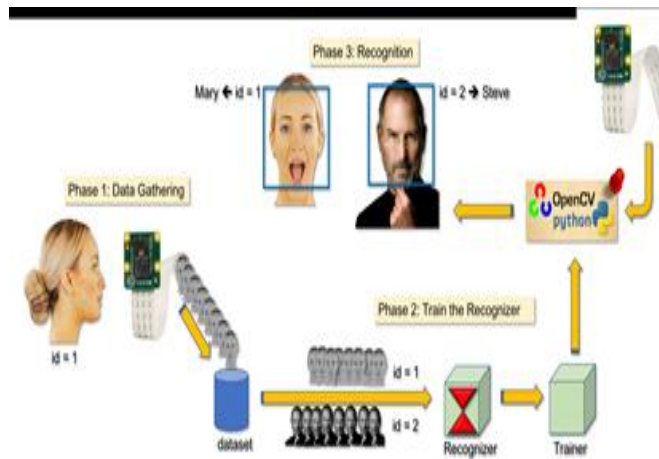 Phase 3: Recognition
Mary ← id = 1
id = 2 → Steve
Phase 1: Data Gathering
OpenCV
python
id = 1
Phase 2: Train the Recognizer
id = 1
id = 2
dataset
Recognizer
Trainer